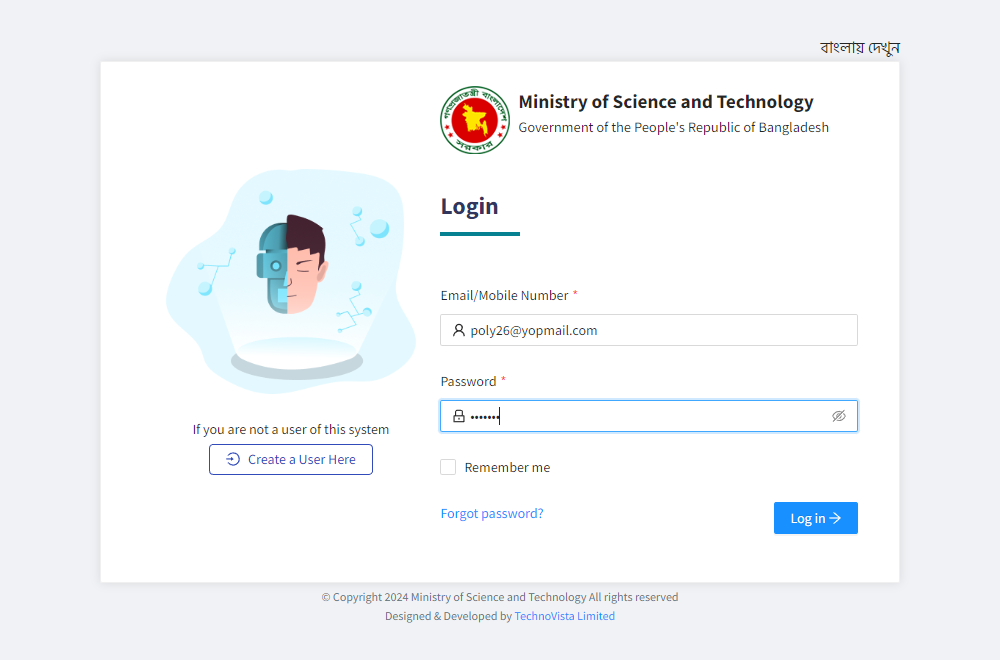 বাংলায় দেখুন
গণপ্রজাতন্ত্রী বাংলাদেশ
সরকার
Ministry of Science and Technology
Government of the People's Republic of Bangladesh
Login
Email/Mobile Number *
poly26@yopmail.com
Password *
•••••••
Remember me
Forgot password?
Log in →
If you are not a user of this system
Create a User Here
© Copyright 2024 Ministry of Science and Technology All rights reserved
Designed & Developed by TechnoVista Limited